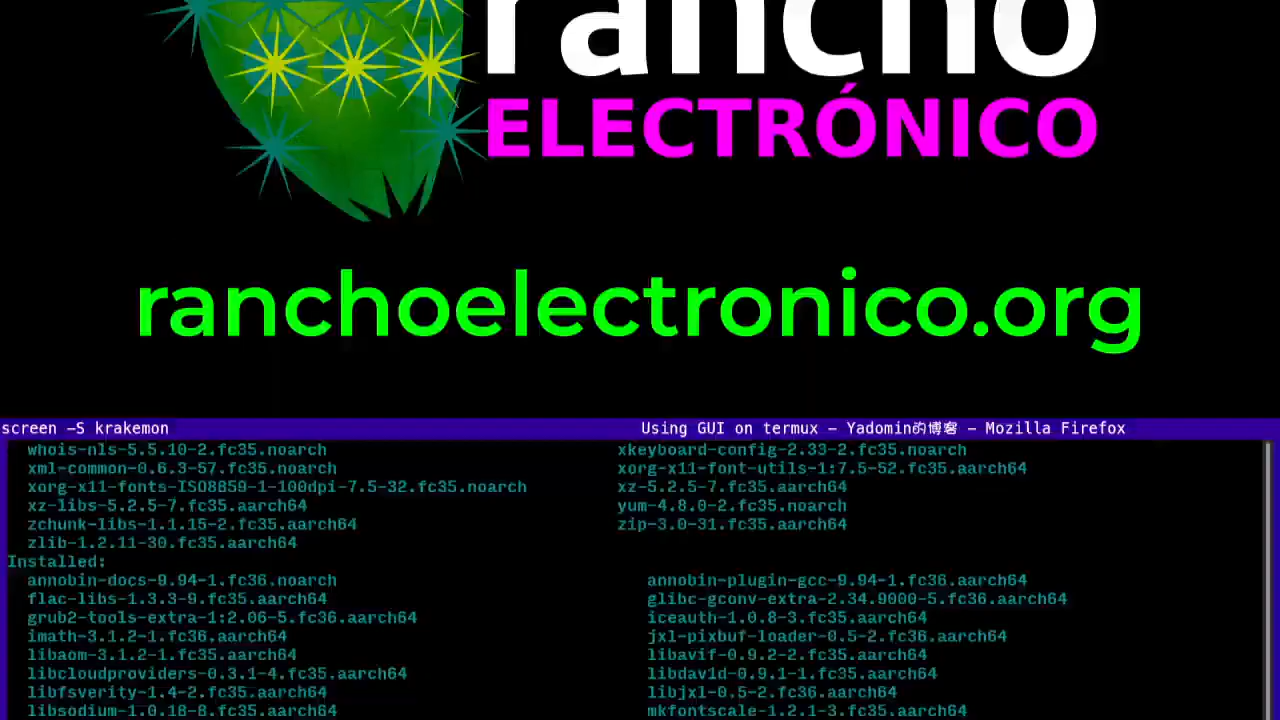 rancho
ELECTRÓNICO
ranchoelectronico.org
screen -S krakemon Using GUI on termux - Yadomin的博客 - Mozilla Firefox
whois-nls-5.5.10-2.fc35.noarch xkeyboard-config-2.33-2.fc35.noarch
xml-common-0.6.3-57.fc35.noarch xorg-x11-font-utils-1:7.5-52.fc35.aarch64
xorg-x11-fonts-ISO8859-1-100dpi-7.5-32.fc35.noarch xz-5.2.5-7.fc35.aarch64
xz-libs-5.2.5-7.fc35.aarch64 yum-4.8.0-2.fc35.noarch
zchunk-libs-1.1.15-2.fc35.aarch64 zip-3.0-31.fc35.aarch64
zlib-1.2.11-30.fc35.aarch64
Installed:
annobin-docs-9.94-1.fc36.noarch annobin-plugin-gcc-9.94-1.fc36.aarch64
flac-libs-1.3.3-9.fc35.aarch64 glibc-gconv-extra-2.34.9000-5.fc36.aarch64
grub2-tools-extra-1:2.06-5.fc36.aarch64 iceauth-1.0.8-3.fc35.aarch64
imath-3.1.2-1.fc36.aarch64 jxl-pixbuf-loader-0.5-2.fc36.aarch64
libaom-3.1.2-1.fc35.aarch64 libavif-0.9.2-2.fc35.aarch64
libcloudproviders-0.3.1-4.fc35.aarch64 libdav1d-0.9.1-1.fc35.aarch64
libfsverity-1.4-2.fc35.aarch64 libjxl-0.5-2.fc36.aarch64
libsodium-1.0.18-8.fc35.aarch64 mkfontscale-1.2.1-3.fc35.aarch64